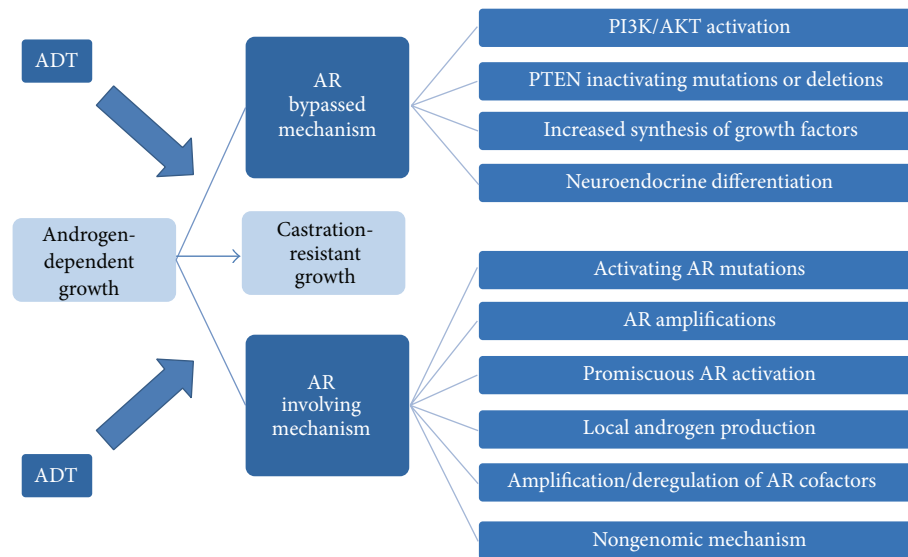 ADT
Androgen-
dependent
growth
ADT
AR
bypassed
mechanism
Castration-
resistant
growth
AR
involving
mechanism
PI3K/AKT activation
PTEN inactivating mutations or deletions
Increased synthesis of growth factors
Neuroendocrine differentiation
Activating AR mutations
AR amplifications
Promiscuous AR activation
Local androgen production
Amplification/deregulation of AR cofactors
Nongenomic mechanism